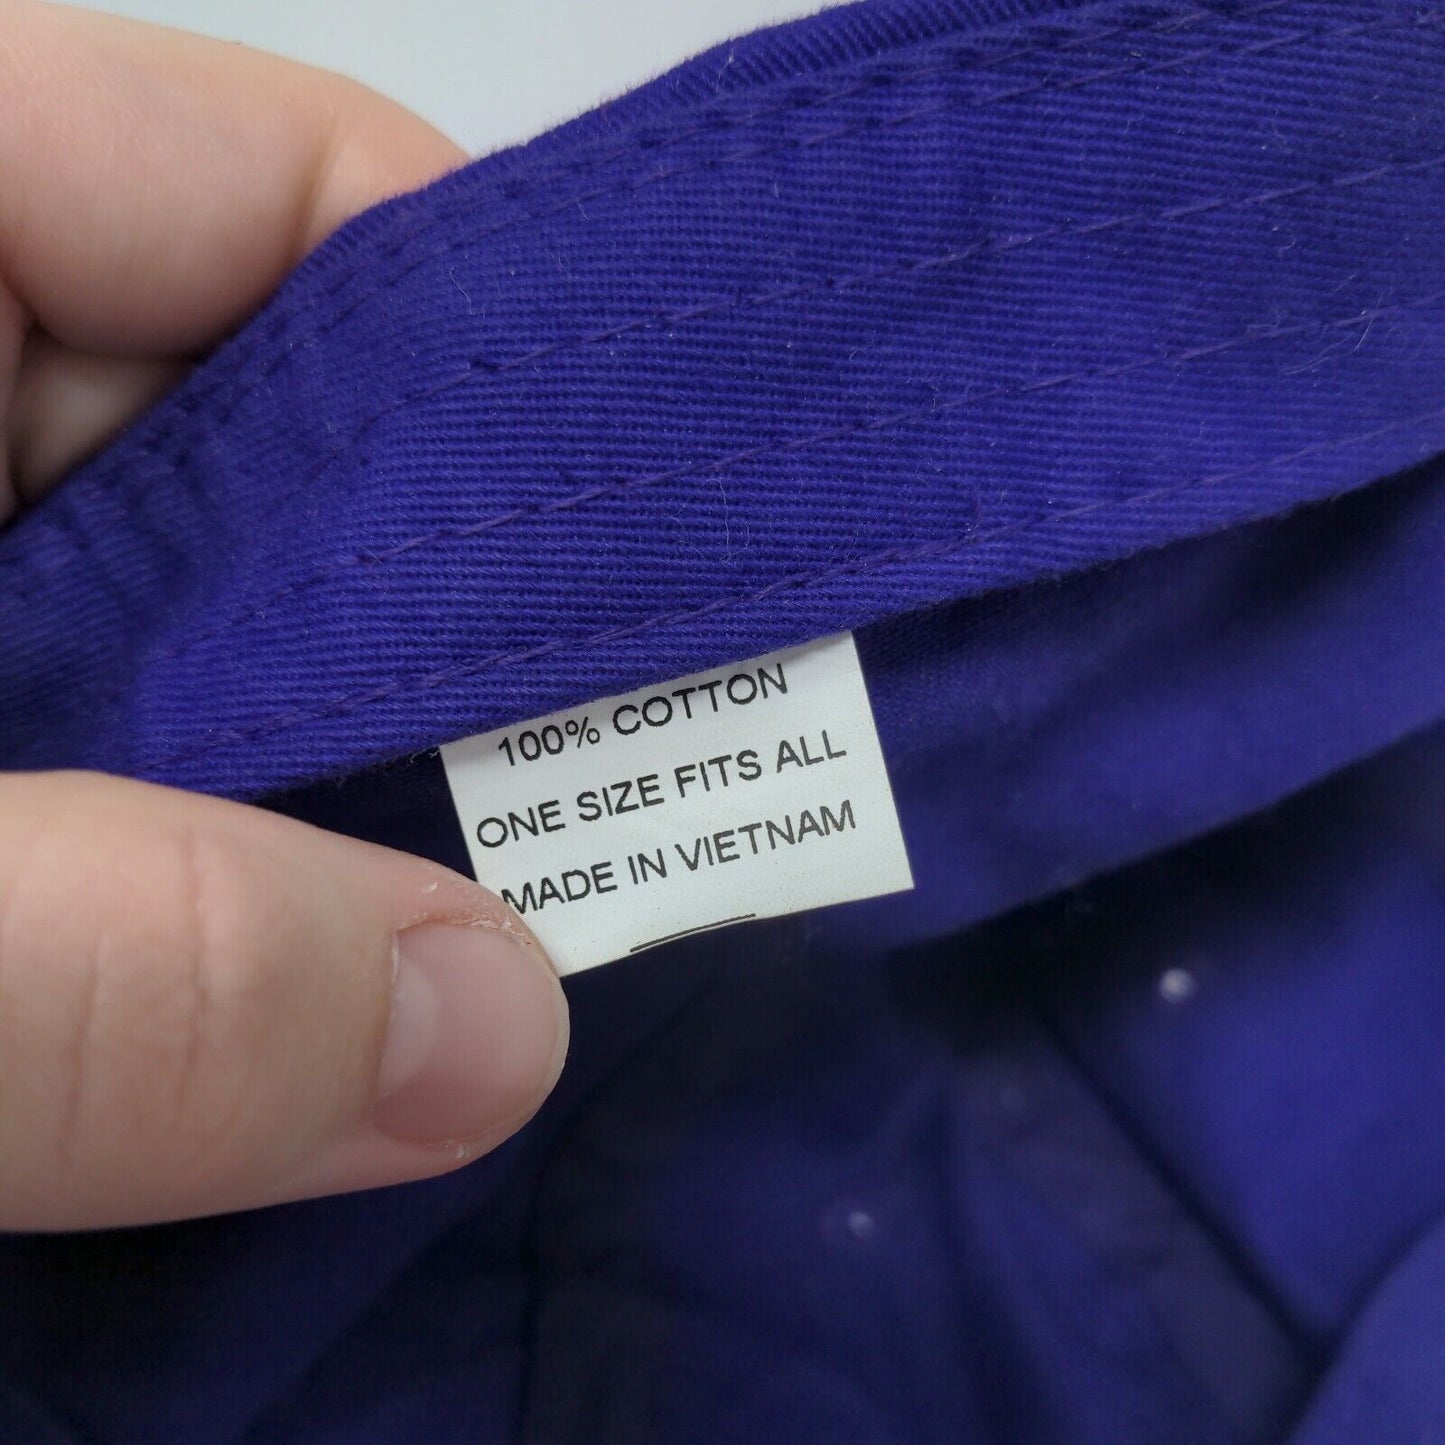 100% COTTON
ONE SIZE FITS ALL
MADE IN VIETNAM